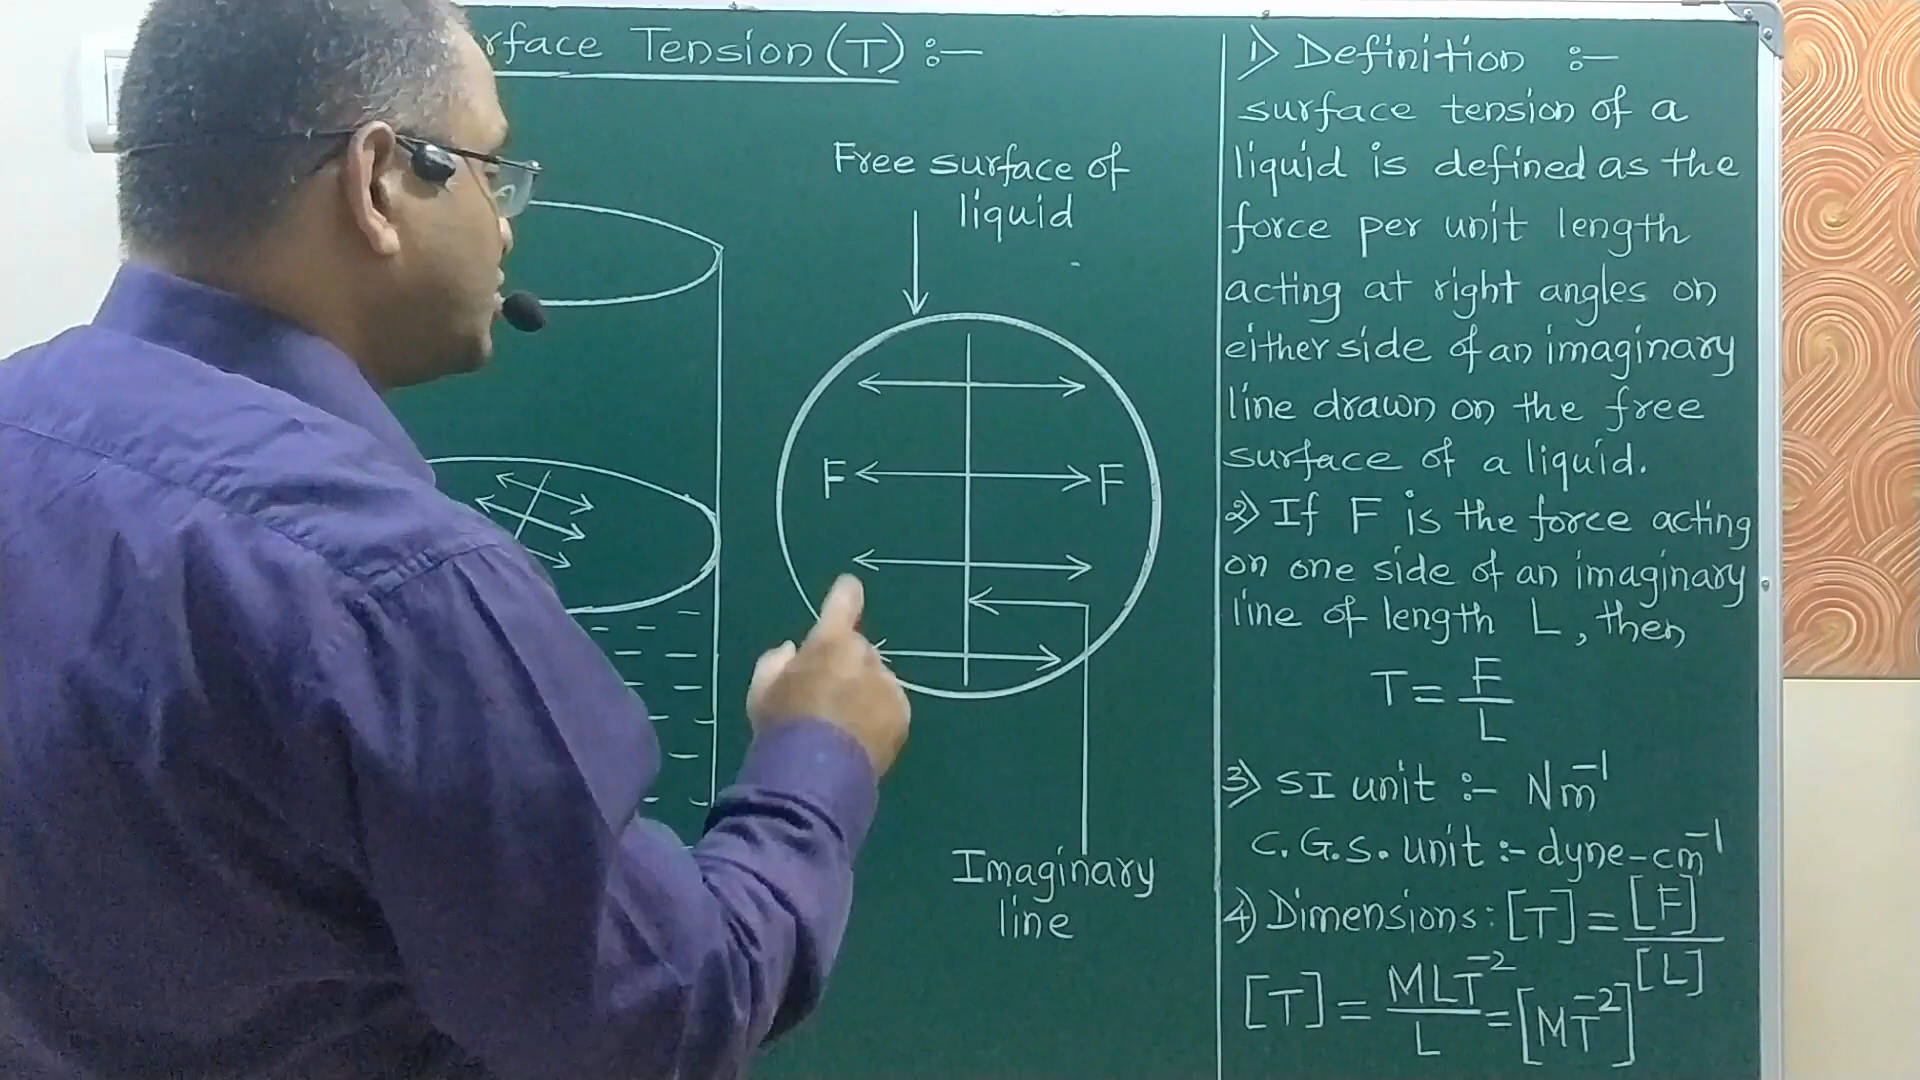 rface Tension (T) :-
Free surface of
liquid
F F
Imaginary
line
1) Definition :-
surface tension of a
liquid is defined as the
force per unit length
acting at right angles on
either side of an imaginary
line drawn on the free
surface of a liquid.
2) If F is the force acting
on one side of an imaginary
line of length L, then
T = F/L
3) SI unit :- Nm⁻¹
C.G.S. unit :- dyne-cm⁻¹
4) Dimensions: [T] = [F]/[L]
[T] = MLT⁻²/L = [MT⁻²]